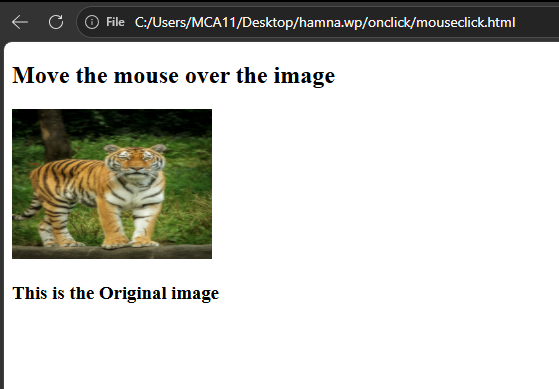 File C:/Users/MCA11/Desktop/hamna.wp/onclick/mouseclick.html
Move the mouse over the image
This is the Original image